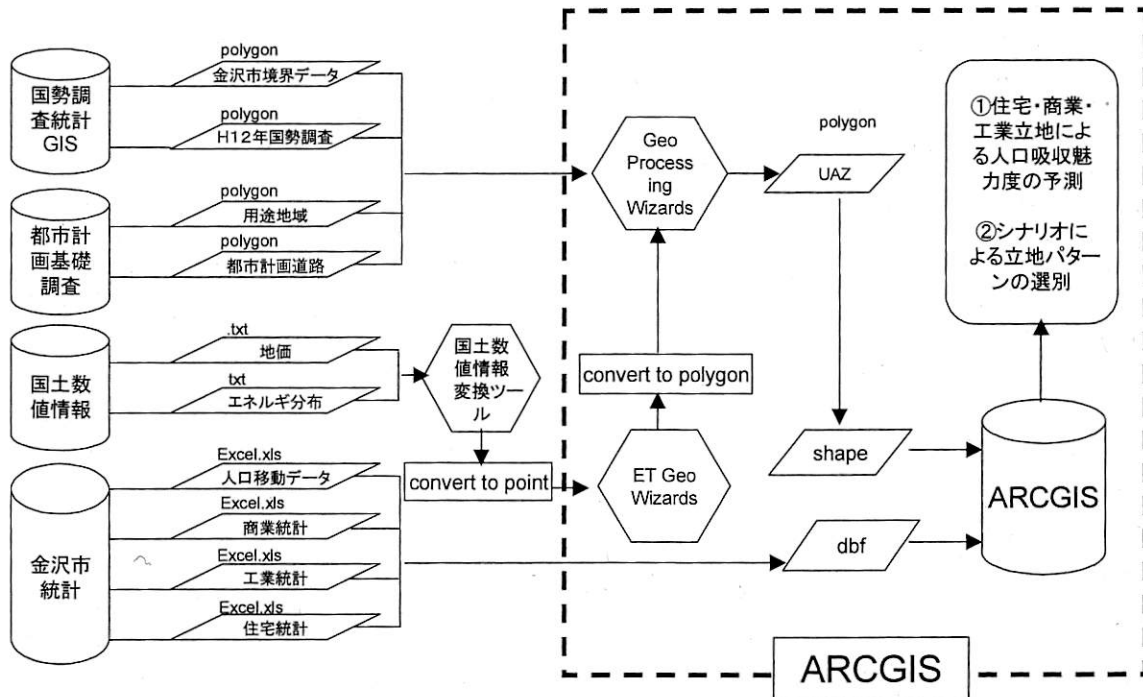 polygon
金沢市境界データ
国勢調
査統計
GIS
polygon
H12年国勢調査
polygon
用途地域
都市計
画基礎
調査
polygon
都市計画道路
.txt
地価
国土数
値情報
txt
エネルギ分布
国土数
値情報
変換ツー
ル
convert to point
Excel.xls
人口移動データ
Excel.xls
商業統計
金沢市
統計
Excel.xls
工業統計
Excel.xls
住宅統計
Geo
Process
ing
Wizards
polygon
UAZ
convert to polygon
ET Geo
Wizards
shape
dbf
①住宅・商業・
工業立地によ
る人口吸収魅
力度の予測
②シナリオに
よる立地パター
ンの選別
ARCGIS
ARCGIS